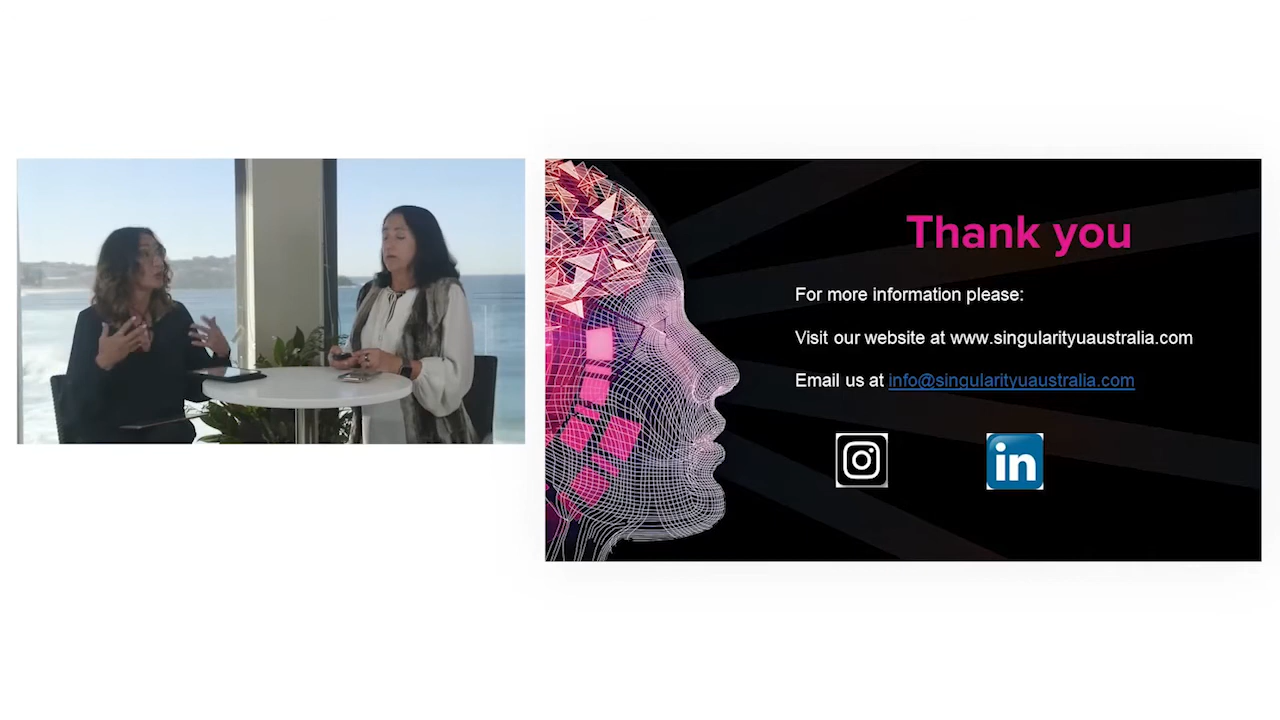 Thank you
For more information please:
Visit our website at www.singularityuaustralia.com
Email us at info@singularityuaustralia.com
in